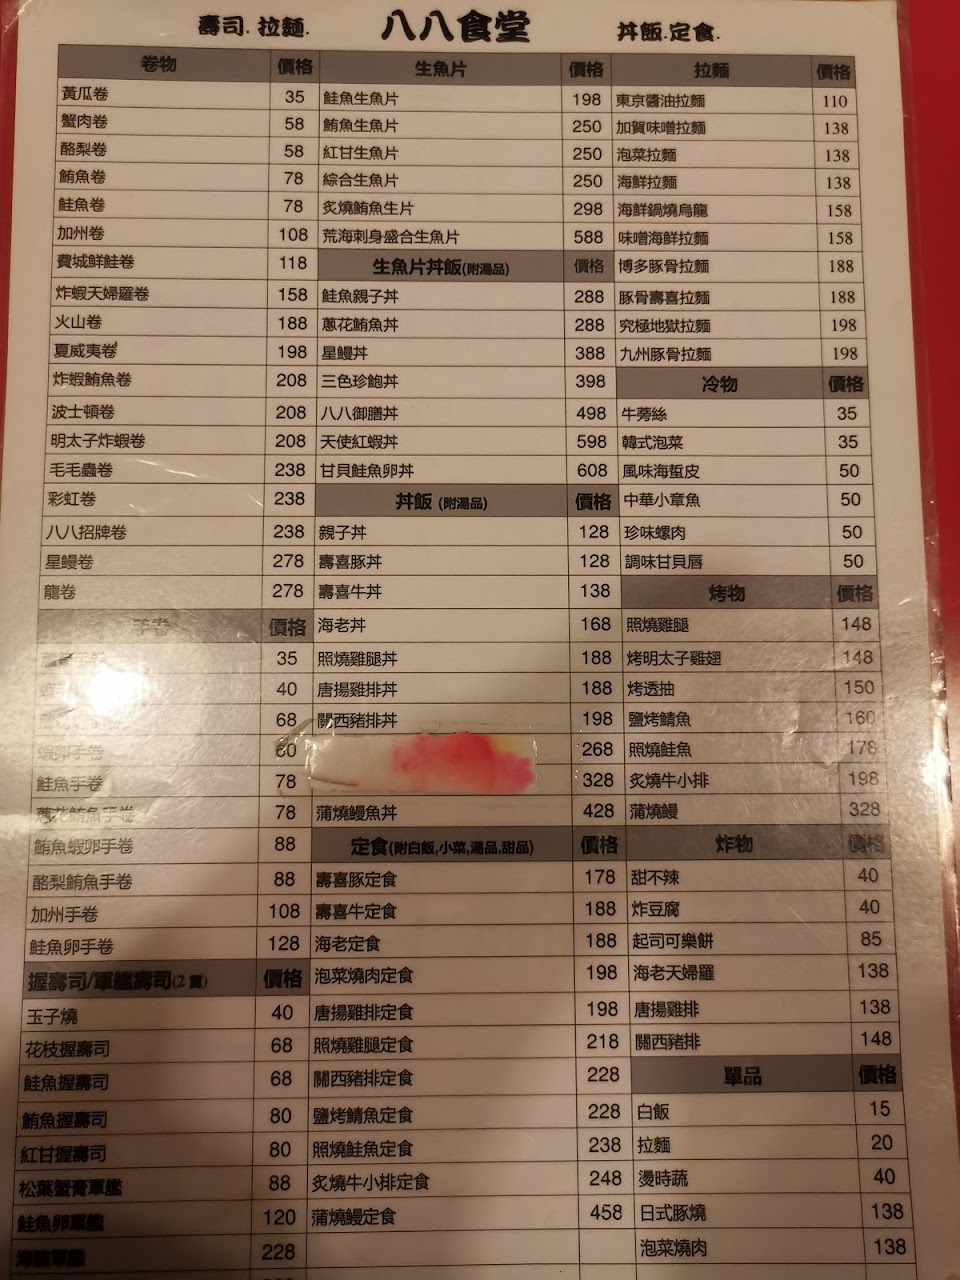 壽司. 拉麵.
八八食堂
丼飯.定食.
卷物 價格
黃瓜卷 35
蟹肉卷 58
酪梨卷 58
鮪魚卷 78
鮭魚卷 78
加州卷 108
費城鮮鮭卷 118
炸蝦天婦羅卷 158
火山卷 188
夏威夷卷 198
炸蝦鮪魚卷 208
波士頓卷 208
明太子炸蝦卷 208
毛毛蟲卷 238
彩虹卷 238
八八招牌卷 238
星鰻卷 278
龍卷 278
手卷 價格
35
40
68
蝦卵手卷 60
鮭魚手卷 78
蔥花鮪魚手卷 78
鮪魚蝦卵手卷 88
酪梨鮪魚手卷 88
加州手卷 108
鮭魚卵手卷 128
握壽司/軍艦壽司(2 貫) 價格
玉子燒 40
花枝握壽司 68
鮭魚握壽司 68
鮪魚握壽司 80
紅甘握壽司 80
松葉蟹膏軍艦 88
鮭魚卵軍艦 120
海膽軍艦 228
生魚片 價格
鮭魚生魚片 198
鮪魚生魚片 250
紅甘生魚片 250
綜合生魚片 250
炙燒鮪魚生片 298
荒海刺身盛合生魚片 588
生魚片丼飯(附湯品) 價格
鮭魚親子丼 288
蔥花鮪魚丼 288
星鰻丼 388
三色珍鮑丼 398
八八御膳丼 498
天使紅蝦丼 598
甘貝鮭魚卵丼 608
丼飯 (附湯品) 價格
親子丼 128
壽喜豚丼 128
壽喜牛丼 138
海老丼 168
照燒雞腿丼 188
唐揚雞排丼 188
關西豬排丼 198
268
328
蒲燒鰻魚丼 428
定食(附白飯,小菜,湯品,甜品) 價格
壽喜豚定食 178
壽喜牛定食 188
海老定食 188
泡菜燒肉定食 198
唐揚雞排定食 198
照燒雞腿定食 218
關西豬排定食 228
鹽烤鯖魚定食 228
照燒鮭魚定食 238
炙燒牛小排定食 248
蒲燒鰻定食 458
拉麵 價格
東京醬油拉麵 110
加賀味噌拉麵 138
泡菜拉麵 138
海鮮拉麵 138
海鮮鍋燒烏龍 158
味噌海鮮拉麵 158
博多豚骨拉麵 188
豚骨壽喜拉麵 188
究極地獄拉麵 198
九州豚骨拉麵 198
冷物 價格
牛蒡絲 35
韓式泡菜 35
風味海蜇皮 50
中華小章魚 50
珍味螺肉 50
調味甘貝唇 50
烤物 價格
照燒雞腿 148
烤明太子雞翅 148
烤透抽 150
鹽烤鯖魚 160
照燒鮭魚 178
炙燒牛小排 198
蒲燒鰻 328
炸物 價格
甜不辣 40
炸豆腐 40
起司可樂餅 85
海老天婦羅 138
唐揚雞排 138
關西豬排 148
單品 價格
白飯 15
拉麵 20
燙時蔬 40
日式豚燒 138
泡菜燒肉 138